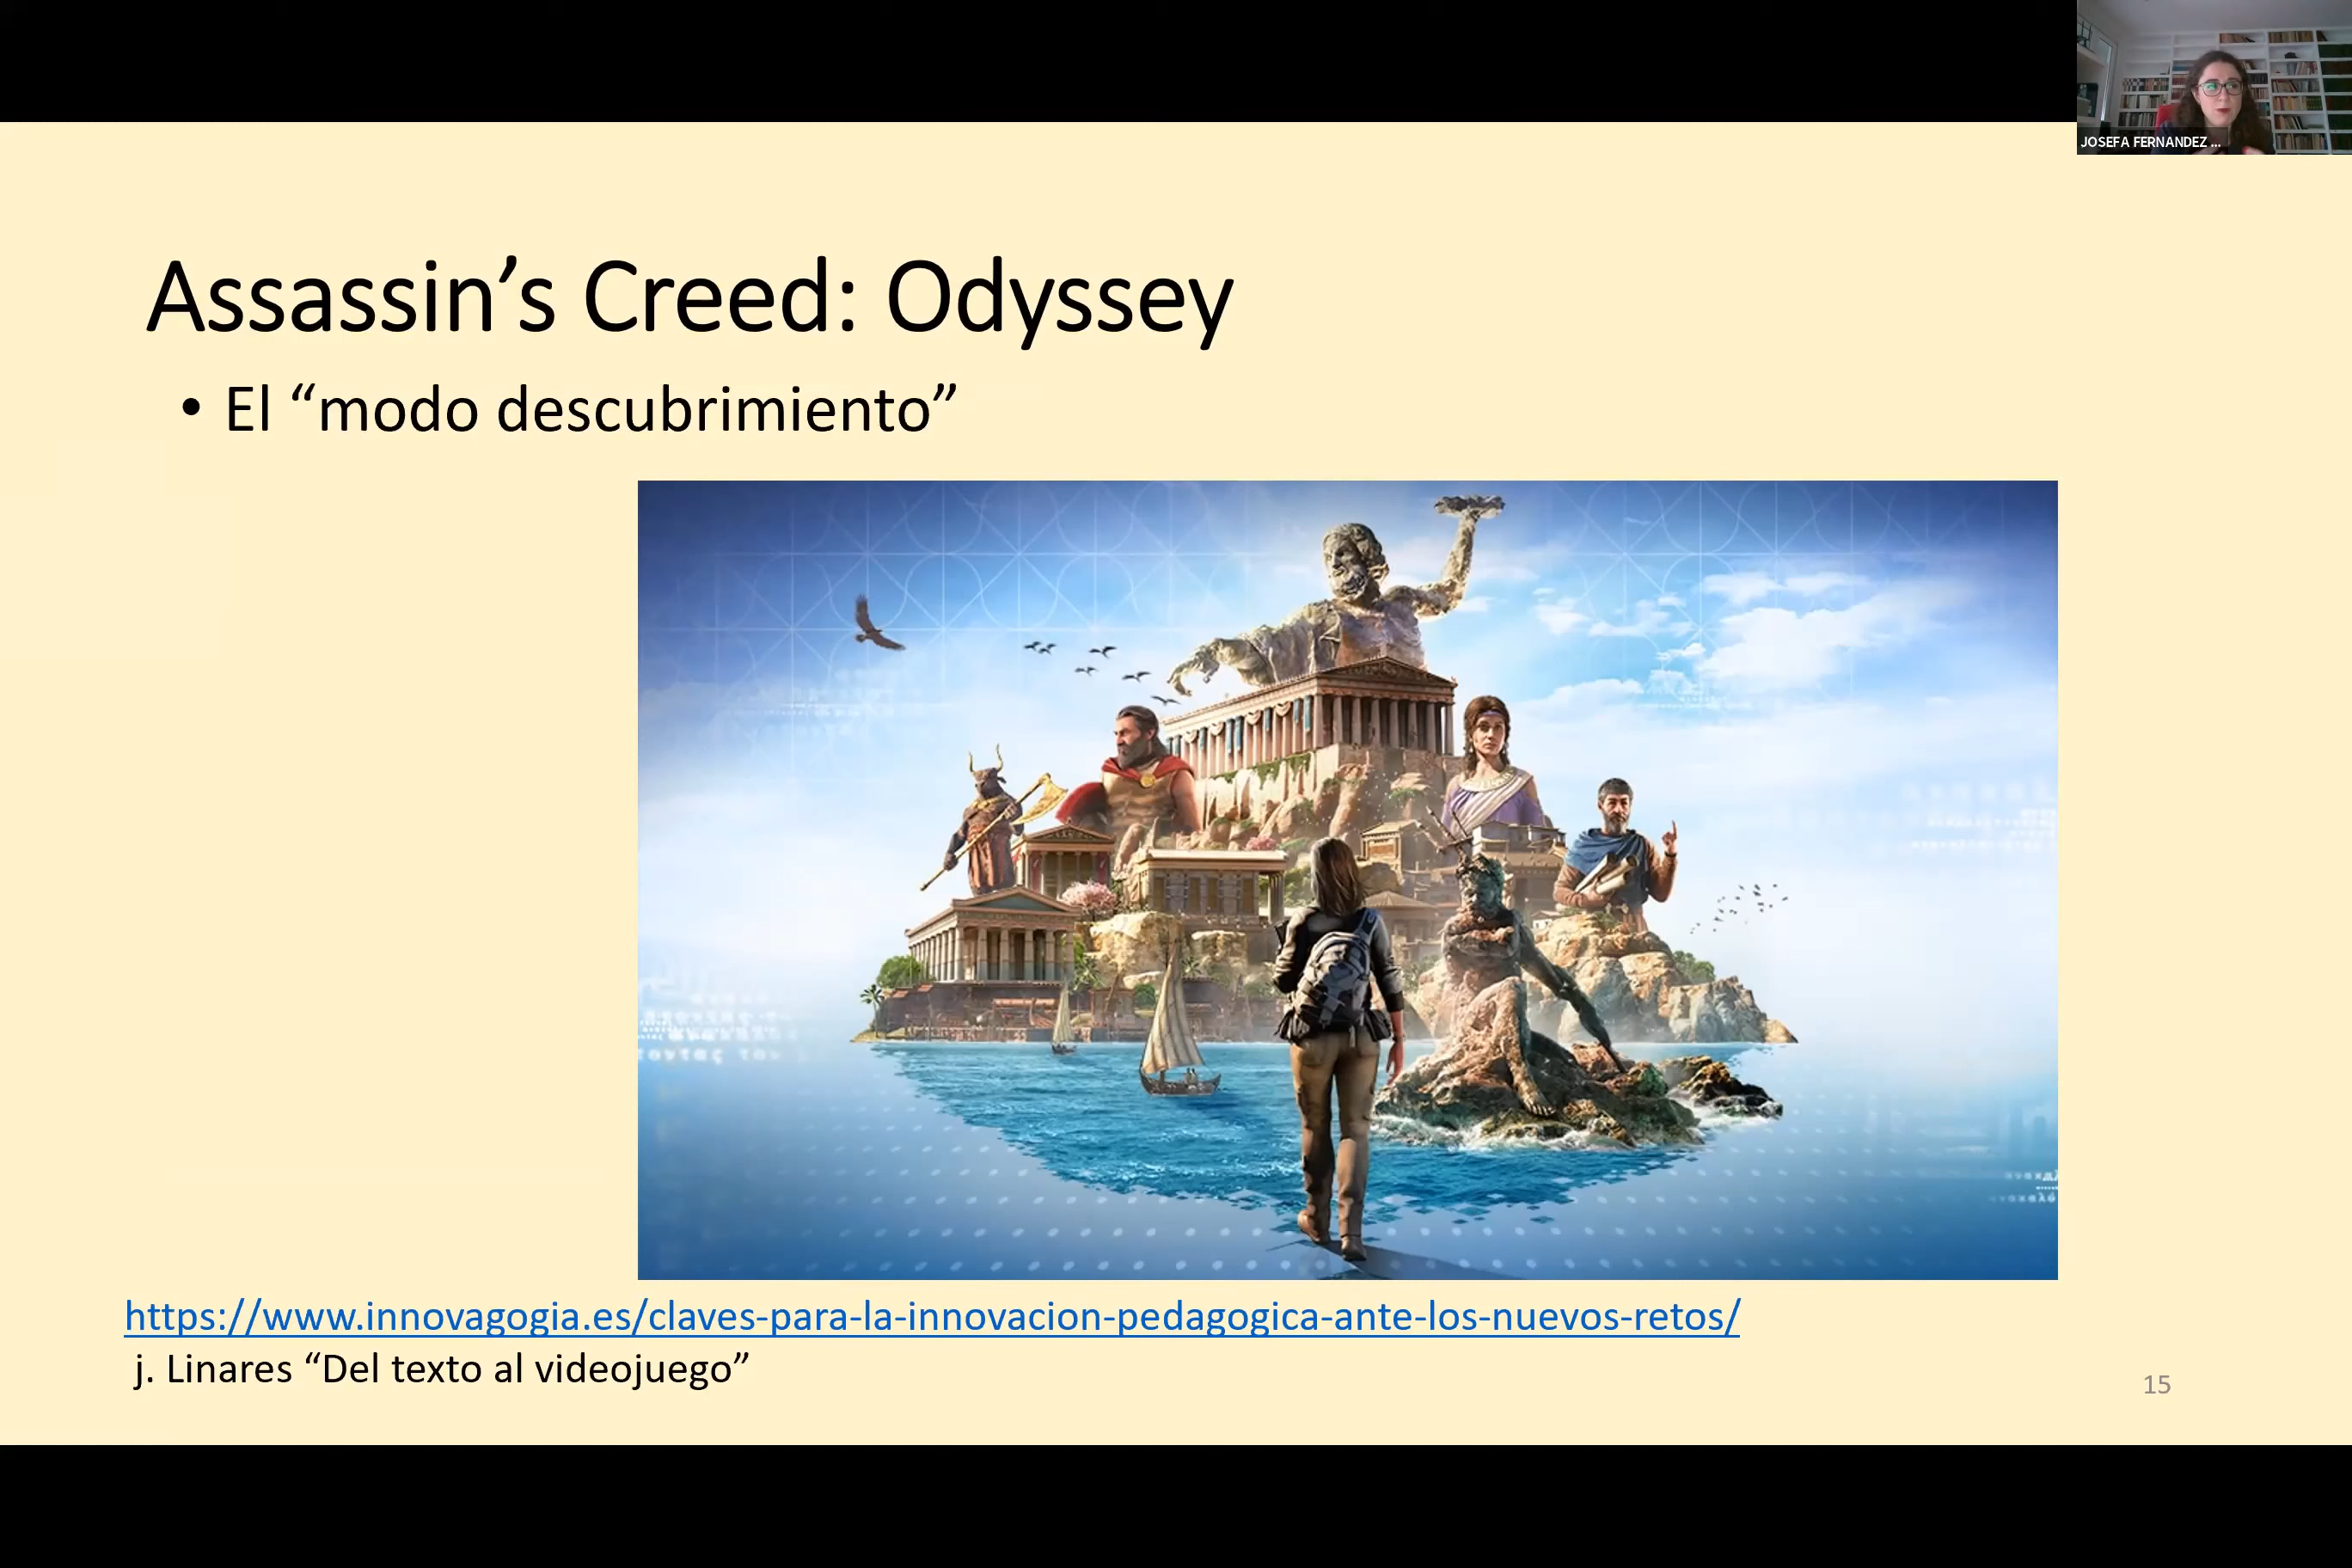 JOSEFA FERNANDEZ ...
Assassin’s Creed: Odyssey
• El “modo descubrimiento”
https://www.innovagogia.es/claves-para-la-innovacion-pedagogica-ante-los-nuevos-retos/
j. Linares “Del texto al videojuego”
15